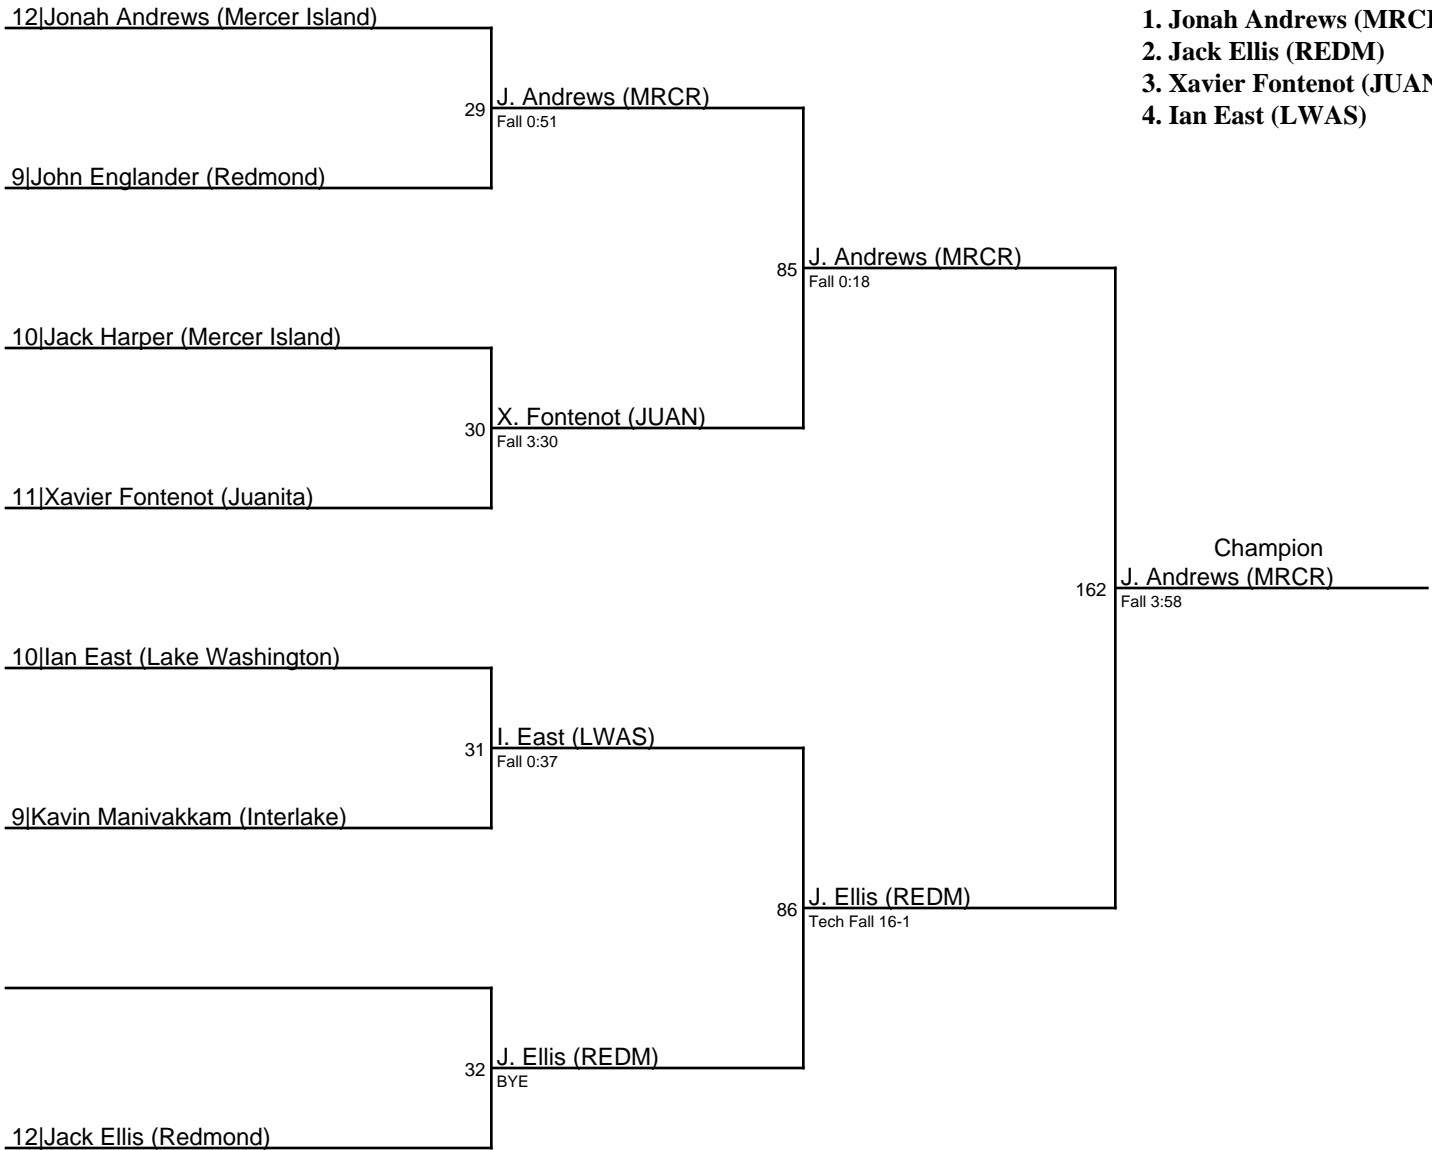 12|Jonah Andrews (Mercer Island)
1. Jonah Andrews (MRCR
2. Jack Ellis (REDM)
3. Xavier Fontenot (JUAN
4. Ian East (LWAS)
29
J. Andrews (MRCR)
Fall 0:51
9|John Englander (Redmond)
85
J. Andrews (MRCR)
Fall 0:18
10|Jack Harper (Mercer Island)
30
X. Fontenot (JUAN)
Fall 3:30
11|Xavier Fontenot (Juanita)
Champion
162
J. Andrews (MRCR)
Fall 3:58
10|Ian East (Lake Washington)
31
I. East (LWAS)
Fall 0:37
9|Kavin Manivakkam (Interlake)
86
J. Ellis (REDM)
Tech Fall 16-1
32
J. Ellis (REDM)
BYE
12|Jack Ellis (Redmond)